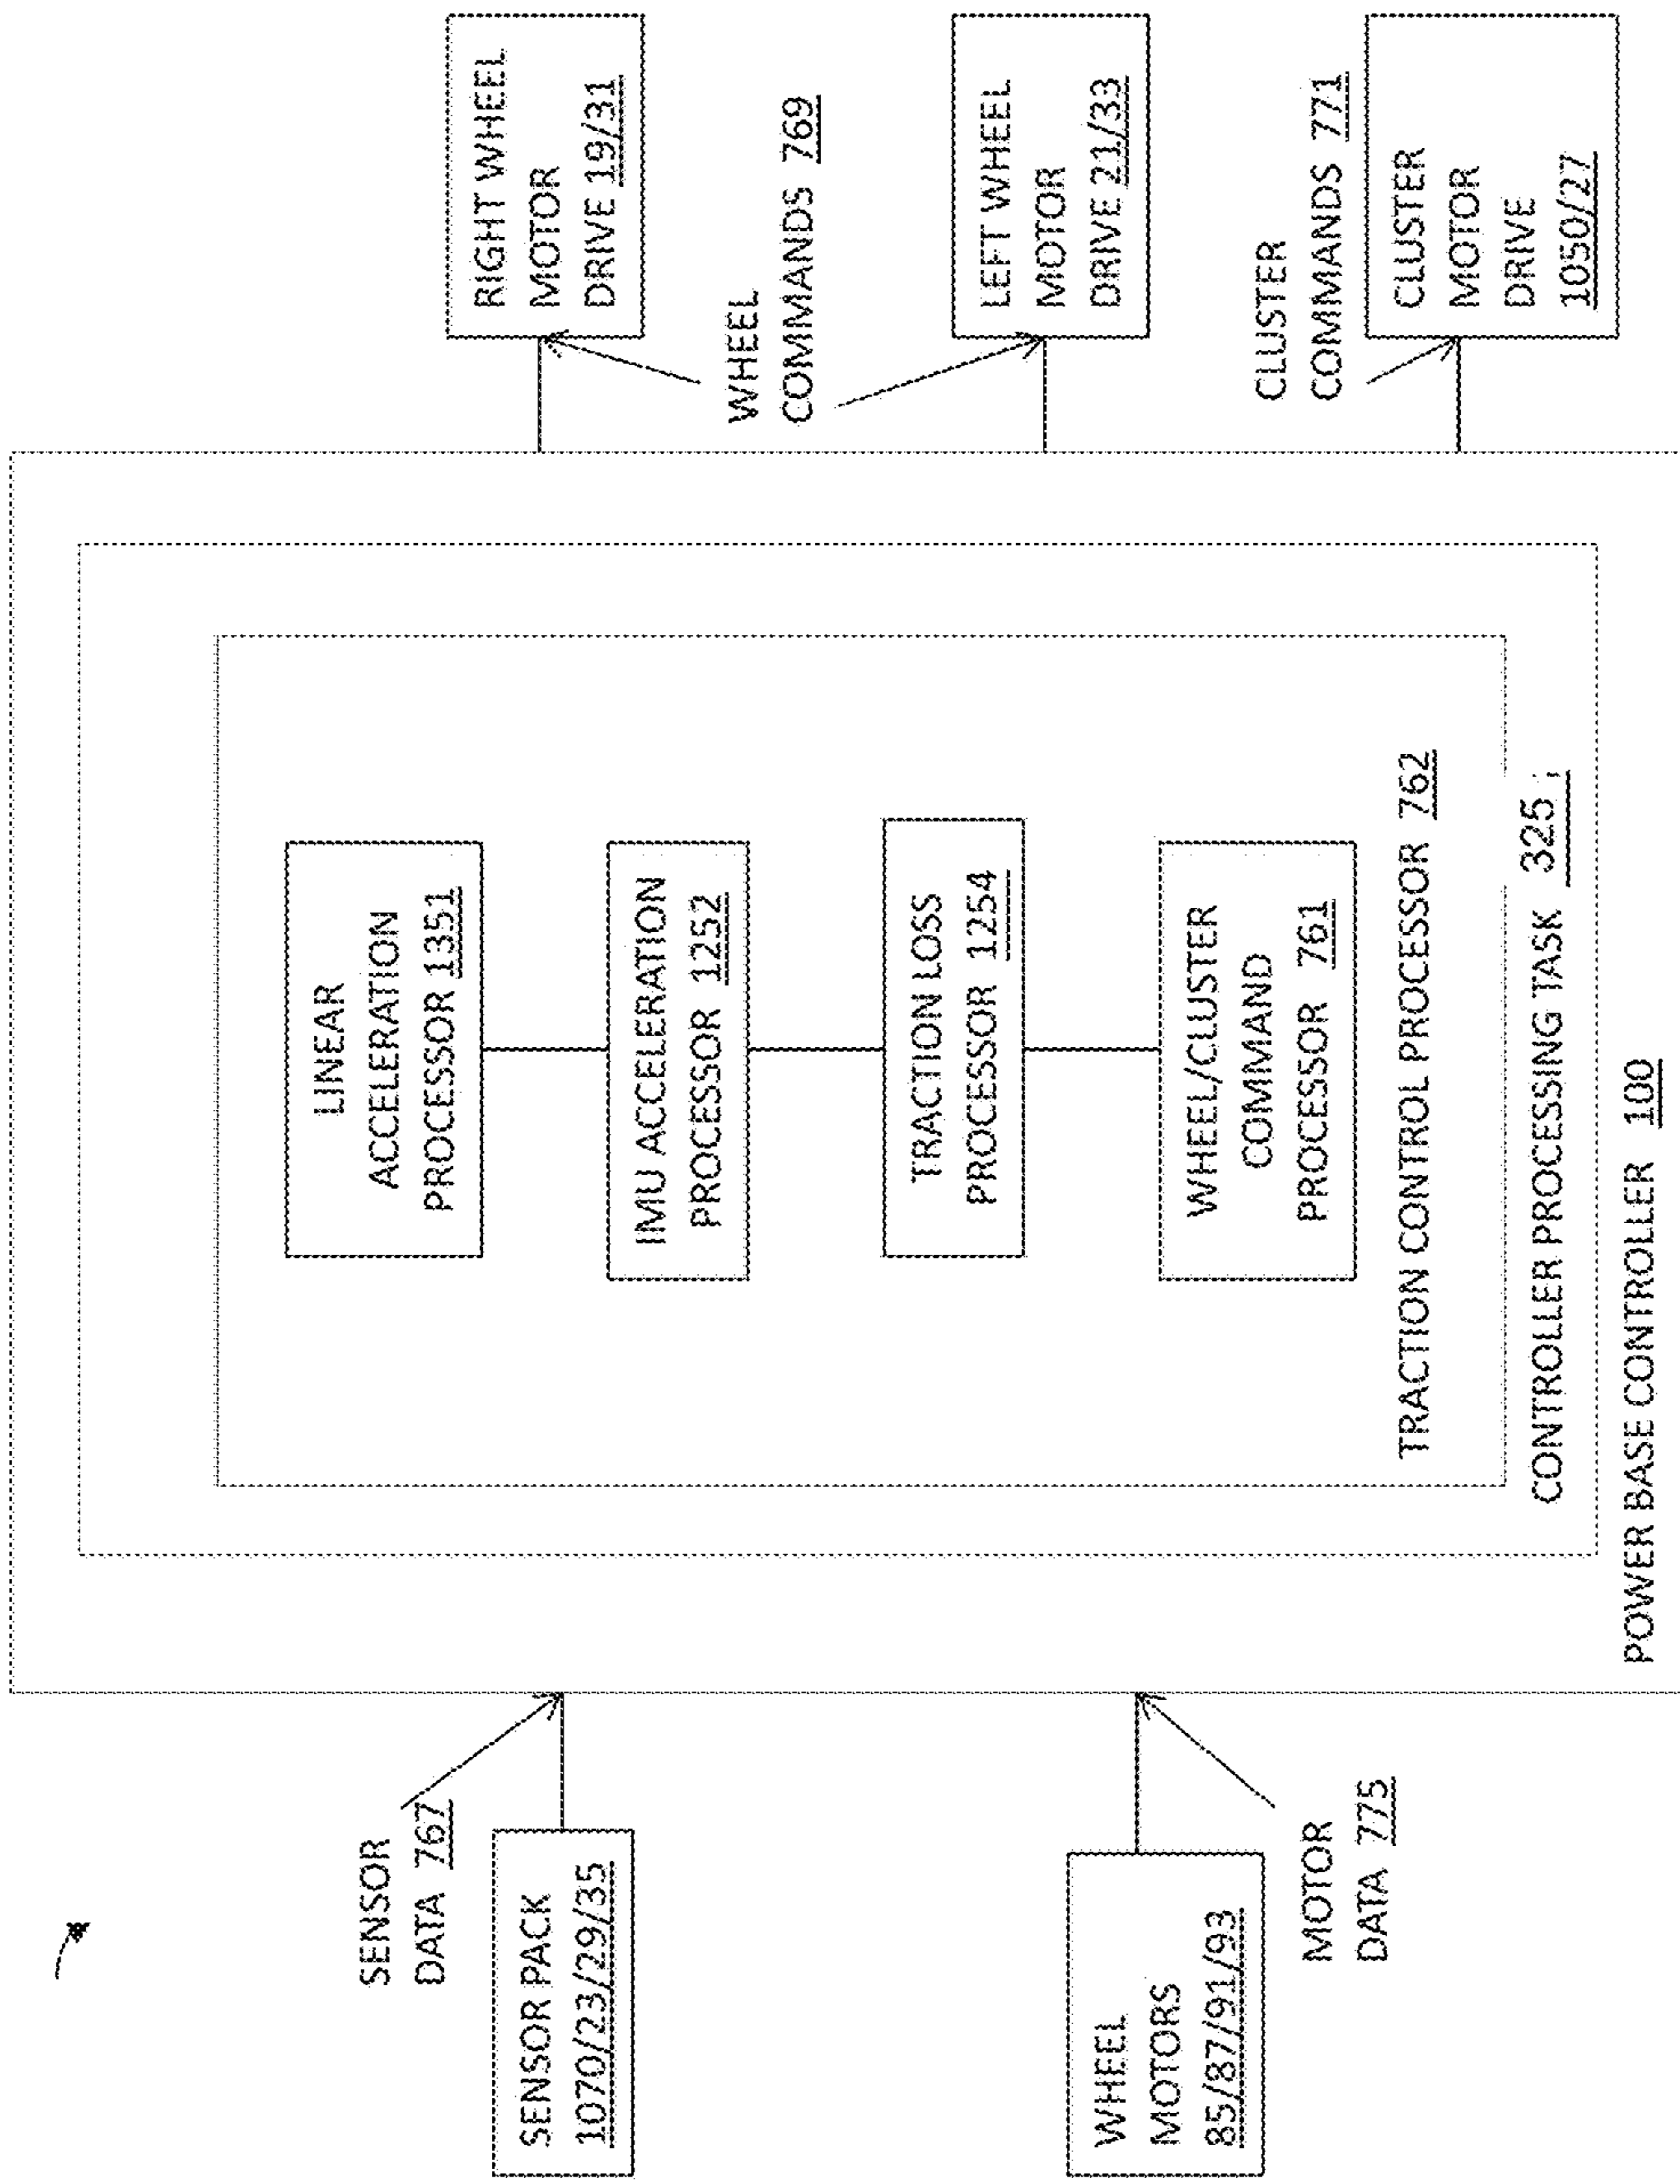 SENSOR
DATA 767
SENSOR PACK
1070/23/29/35
WHEEL
MOTORS
85/87/91/93
MOTOR
DATA 775
LINEAR
ACCELERATION
PROCESSOR 1351
IMU ACCELERATION
PROCESSOR 1252
TRACTION LOSS
PROCESSOR 1254
WHEEL/CLUSTER
COMMAND
PROCESSOR 761
TRACTION CONTROL PROCESSOR 762
CONTROLLER PROCESSING TASK 325
POWER BASE CONTROLLER 100
RIGHT WHEEL
MOTOR
DRIVE 19/31
WHEEL
COMMANDS 769
LEFT WHEEL
MOTOR
DRIVE 21/33
CLUSTER
COMMANDS 771
CLUSTER
MOTOR
DRIVE
1050/27